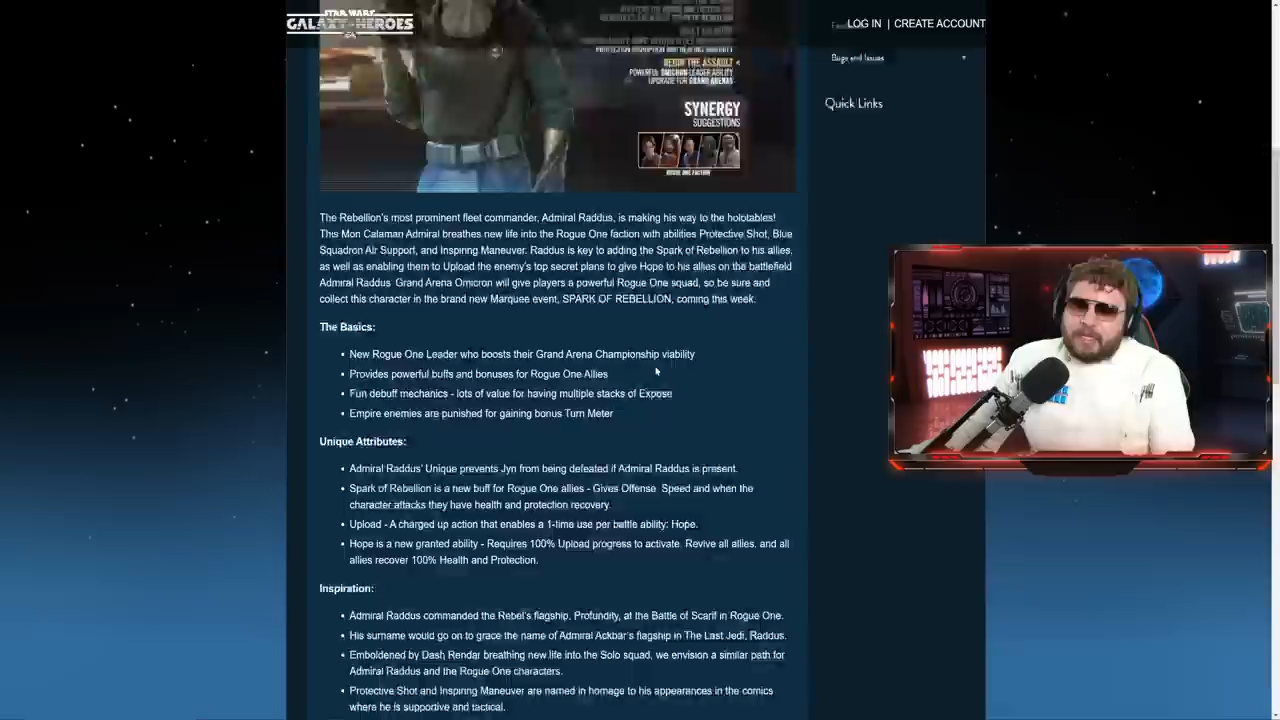 STAR WARS
GALAXY OF HEROES
LOG IN | CREATE ACCOUNT
Bugs and Issues
Quick Links
BEGIN THE ASSAULT
POWERFUL OMICRON LEADER ABILITY
UPGRADE FOR GRAND ARENAS
SYNERGY
SUGGESTIONS
ROGUE ONE FACTION
The Rebellion's most prominent fleet commander, Admiral Raddus, is making his way to the holotables!
This Mon Calamari Admiral breathes new life into the Rogue One faction with abilities Protective Shot, Blue
Squadron Air Support, and Inspiring Maneuver. Raddus is key to adding the Spark of Rebellion to his allies,
as well as enabling them to Upload the enemy's top secret plans to give Hope to his allies on the battlefield
Admiral Raddus' Grand Arena Omicron will give players a powerful Rogue One squad, so be sure and
collect this character in the brand new Marquee event, SPARK OF REBELLION, coming this week.
The Basics:
• New Rogue One Leader who boosts their Grand Arena Championship viability
• Provides powerful buffs and bonuses for Rogue One Allies
• Fun debuff mechanics - lots of value for having multiple stacks of Expose
• Empire enemies are punished for gaining bonus Turn Meter
Unique Attributes:
• Admiral Raddus' Unique prevents Jyn from being defeated if Admiral Raddus is present.
• Spark of Rebellion is a new buff for Rogue One allies - Gives Offense, Speed and when the
character attacks they have health and protection recovery.
• Upload - A charged up action that enables a 1-time use per battle ability: Hope.
• Hope is a new granted ability - Requires 100% Upload progress to activate. Revive all allies, and all
allies recover 100% Health and Protection.
Inspiration:
• Admiral Raddus commanded the Rebel's flagship, Profundity, at the Battle of Scarif in Rogue One.
• His surname would go on to grace the name of Admiral Ackbar's flagship in The Last Jedi, Raddus.
• Emboldened by Dash Rendar breathing new life into the Solo squad, we envision a similar path for
Admiral Raddus and the Rogue One characters.
• Protective Shot and Inspiring Maneuver are named in homage to his appearances in the comics
where he is supportive and tactical.